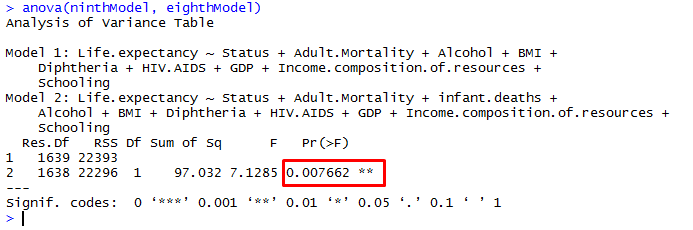 > anova(ninthModel, eighthModel)
Analysis of Variance Table

Model 1: Life.expectancy ~ Status + Adult.Mortality + Alcohol + BMI +
    Diphtheria + HIV.AIDS + GDP + Income.composition.of.resources +
    Schooling
Model 2: Life.expectancy ~ Status + Adult.Mortality + infant.deaths +
    Alcohol + BMI + Diphtheria + HIV.AIDS + GDP + Income.composition.of.resources +
    Schooling
  Res.Df   RSS Df Sum of Sq      F   Pr(>F)
1   1639 22393
2   1638 22296  1    97.032 7.1285 0.007662 **
---
Signif. codes:  0 ‘***’ 0.001 ‘**’ 0.01 ‘*’ 0.05 ‘.’ 0.1 ‘ ’ 1
>